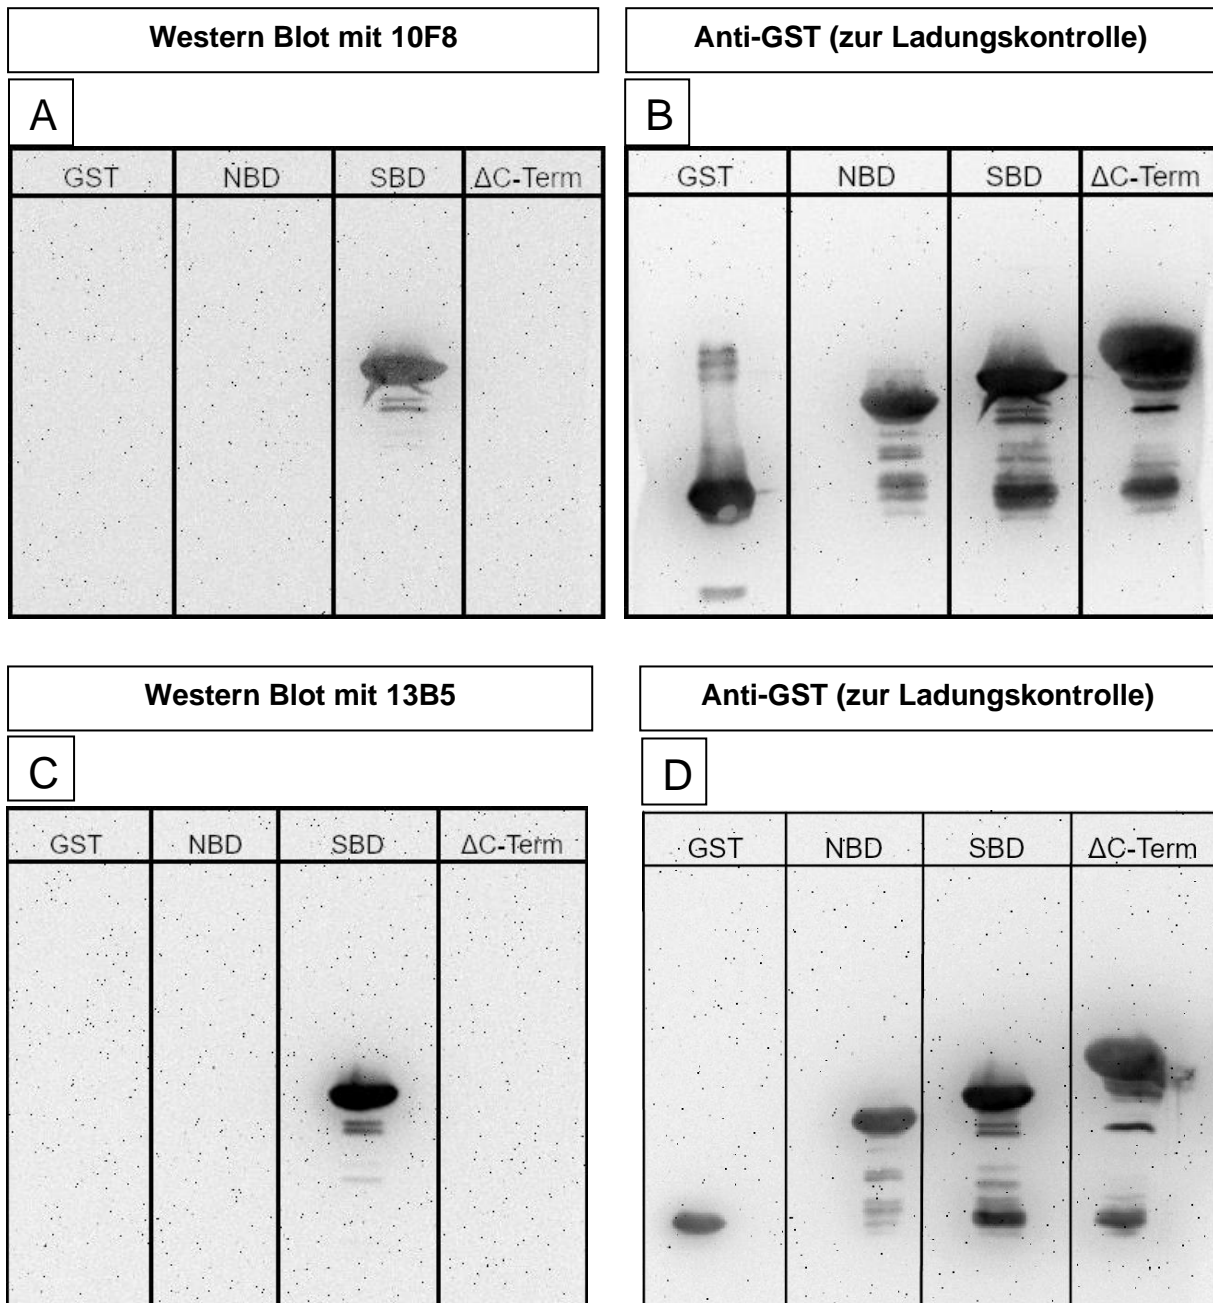 Western Blot mit 10F8
Anti-GST (zur Ladungskontrolle)
A
B
GST NBD SBD ΔC-Term
GST NBD SBD ΔC-Term
Western Blot mit 13B5
Anti-GST (zur Ladungskontrolle)
C
D
GST NBD SBD ΔC-Term
GST NBD SBD ΔC-Term